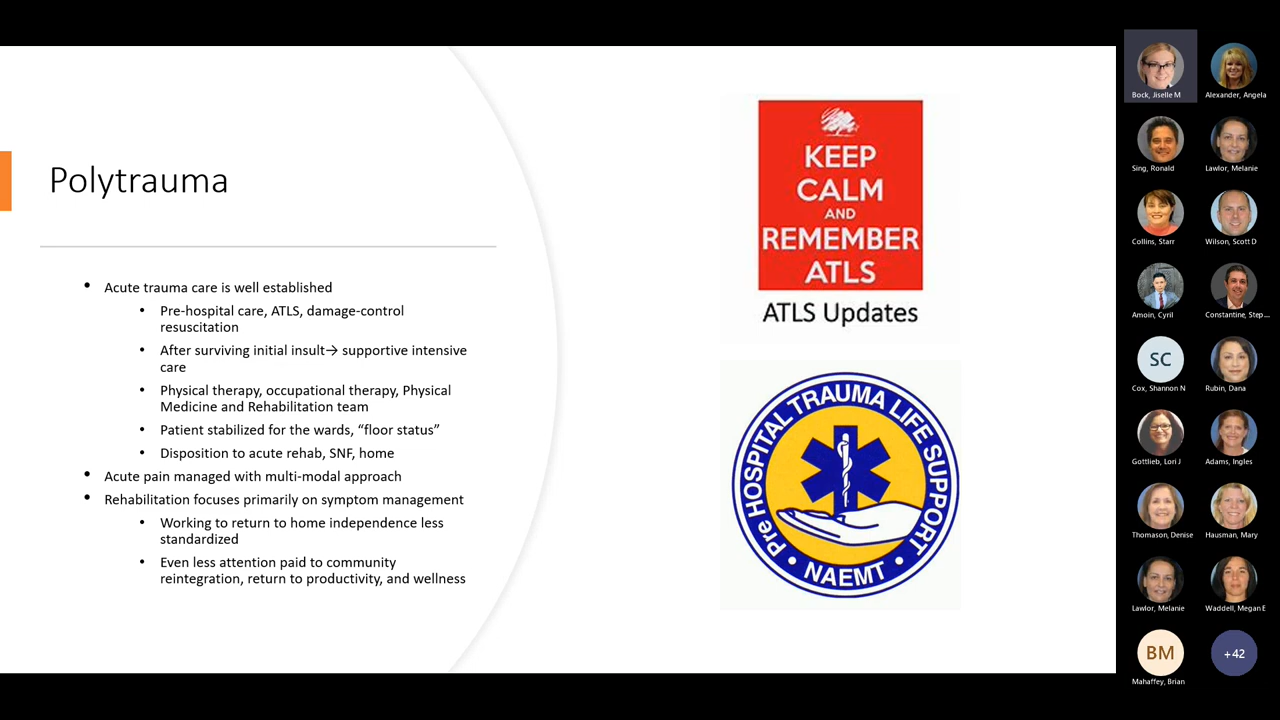 Polytrauma
• Acute trauma care is well established
• Pre-hospital care, ATLS, damage-control
resuscitation
• After surviving initial insult→ supportive intensive
care
• Physical therapy, occupational therapy, Physical
Medicine and Rehabilitation team
• Patient stabilized for the wards, “floor status”
• Disposition to acute rehab, SNF, home
• Acute pain managed with multi-modal approach
• Rehabilitation focuses primarily on symptom management
• Working to return to home independence less
standardized
• Even less attention paid to community
reintegration, return to productivity, and wellness
KEEP
CALM
AND
REMEMBER
ATLS
ATLS Updates
Pre HOSPITAL TRAUMA LIFE SUPPORT
• NAEMT •
Bock, Jiselle M
Alexander, Angela
Sing, Ronald
Lawlor, Melanie
Collins, Starr
Wilson, Scott D
Amoin, Cyril
Constantine, Step...
SC
Cox, Shannon N
Rubin, Dana
Gottlieb, Lori J
Adams, Ingles
Thomason, Denise
Hausman, Mary
Lawlor, Melanie
Waddell, Megan E
BM
+42
Mahaffey, Brian